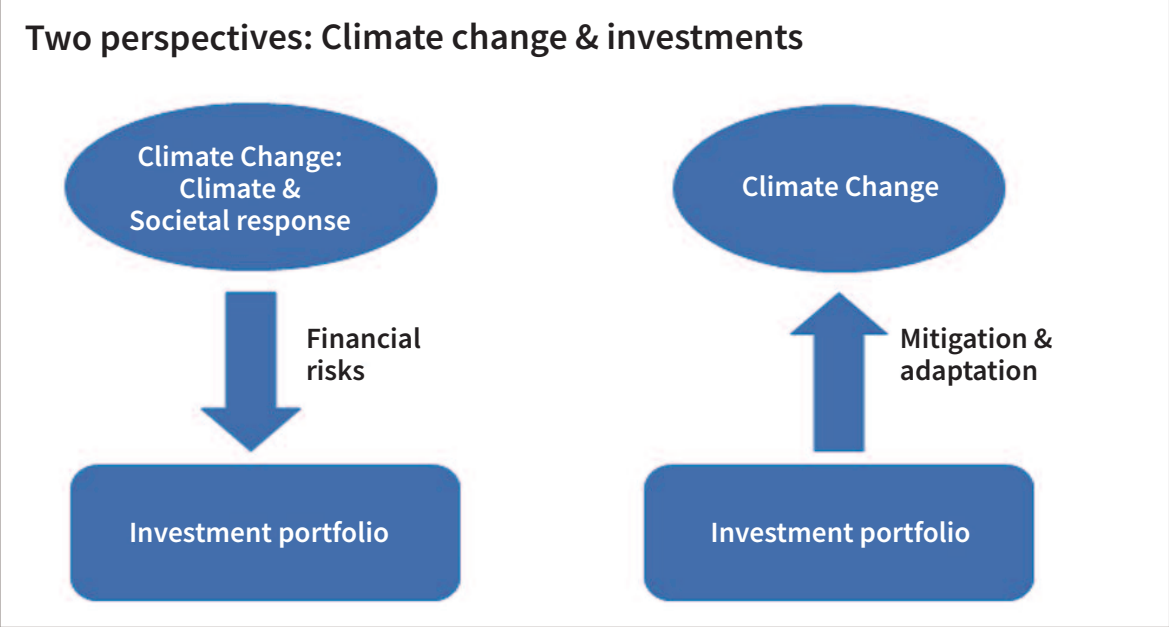 Two perspectives: Climate change & investments
Climate Change:
Climate &
Societal response
Financial
risks
Investment portfolio
Climate Change
Mitigation &
adaptation
Investment portfolio